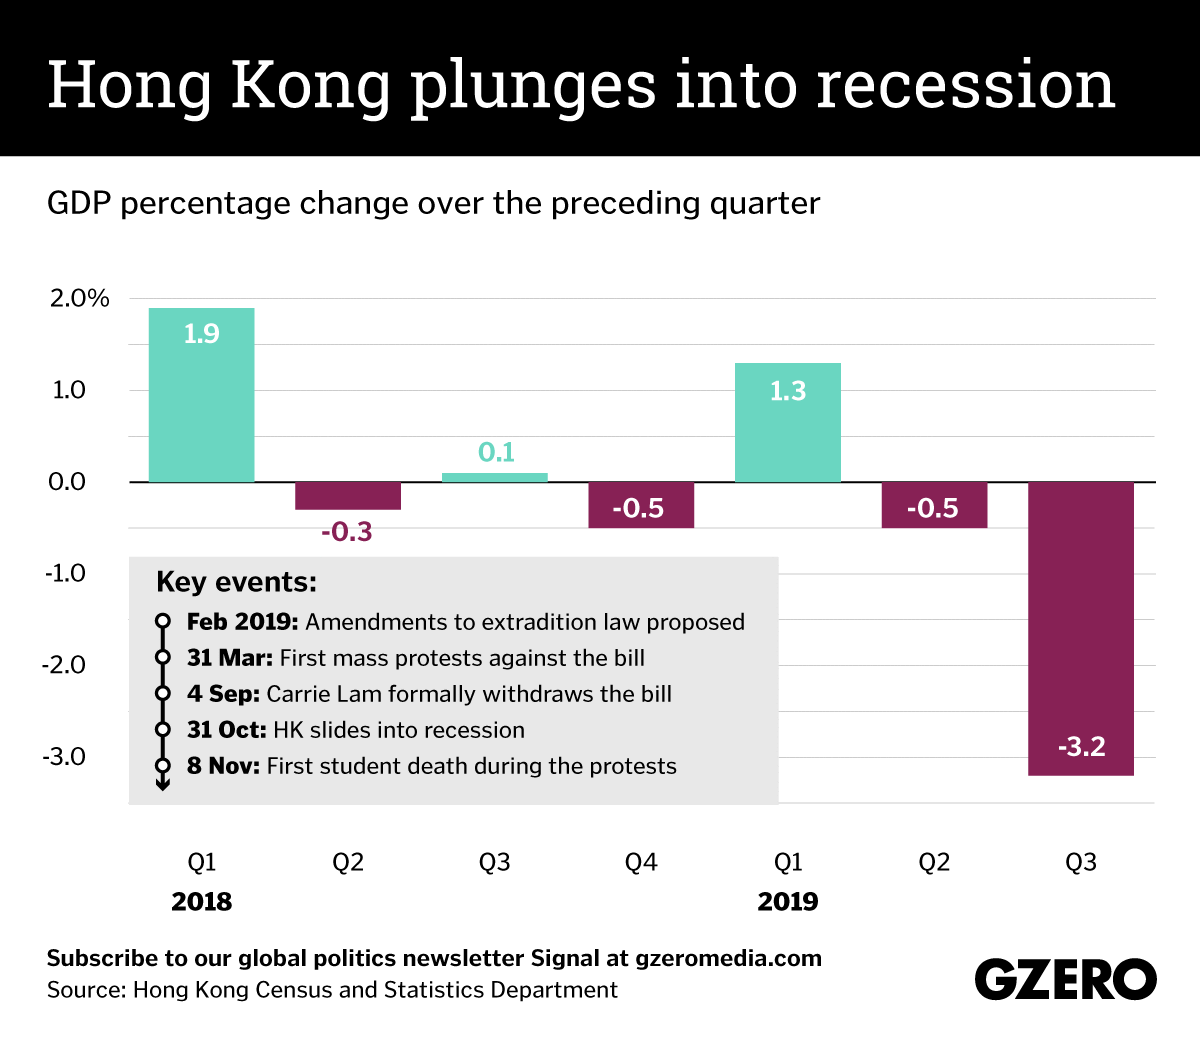 Hong Kong plunges into recession
GDP percentage change over the preceding quarter
2.0%
1.0
0.0
-1.0
-2.0
-3.0
1.9
-0.3
0.1
-0.5
1.3
-0.5
-3.2
Key events:
Feb 2019: Amendments to extradition law proposed
31 Mar: First mass protests against the bill
4 Sep: Carrie Lam formally withdraws the bill
31 Oct: HK slides into recession
8 Nov: First student death during the protests
Q1 Q2 Q3 Q4 Q1 Q2 Q3
2018 2019
Subscribe to our global politics newsletter Signal at gzeromedia.com
Source: Hong Kong Census and Statistics Department
GZERO